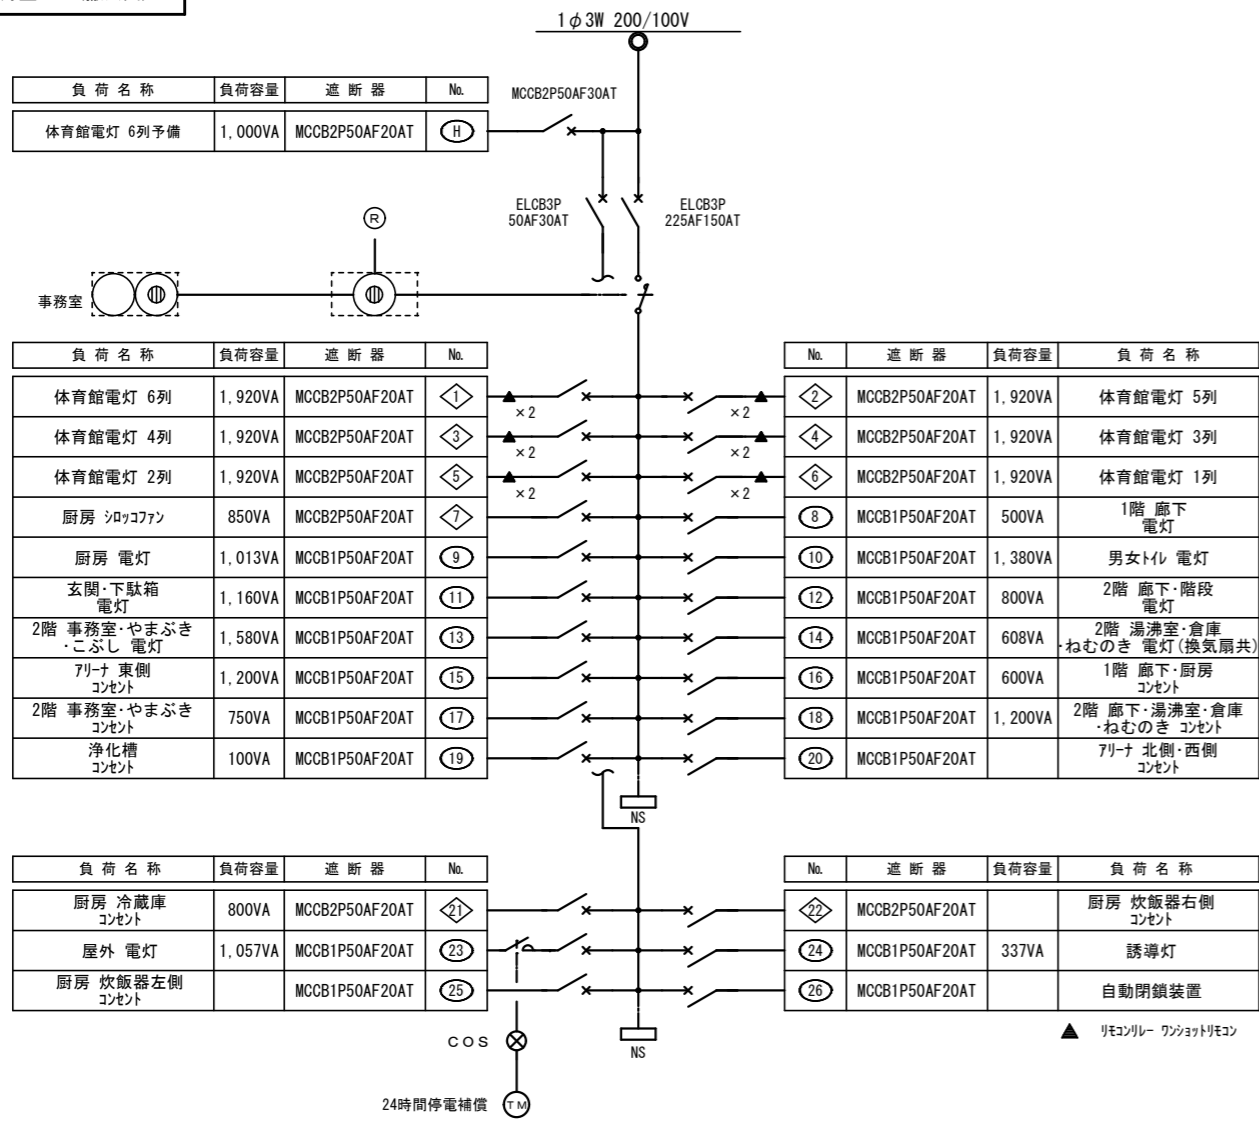 1φ3W 200/100V
負荷名称 負荷容量 遮断器 No.
MCCB2P50AF30AT
体育館電灯 6列予備 1,000VA MCCB2P50AF20AT H
ELCB3P
50AF30AT
ELCB3P
225AF150AT
R
事務室
負荷名称 負荷容量 遮断器 No.
No. 遮断器 負荷容量 負荷名称
体育館電灯 6列 1,920VA MCCB2P50AF20AT 1 ×2
×2 2 MCCB2P50AF20AT 1,920VA 体育館電灯 5列
体育館電灯 4列 1,920VA MCCB2P50AF20AT 3 ×2
×2 4 MCCB2P50AF20AT 1,920VA 体育館電灯 3列
体育館電灯 2列 1,920VA MCCB2P50AF20AT 5 ×2
×2 6 MCCB2P50AF20AT 1,920VA 体育館電灯 1列
厨房 シロッコファン 850VA MCCB2P50AF20AT 7
8 MCCB1P50AF20AT 500VA 1階 廊下
電灯
厨房 電灯 1,013VA MCCB1P50AF20AT 9
10 MCCB1P50AF20AT 1,380VA 男女トイレ 電灯
玄関・下駄箱
電灯 1,160VA MCCB1P50AF20AT 11
12 MCCB1P50AF20AT 800VA 2階 廊下・階段
電灯
2階 事務室・やまぶき
・こぶし 電灯 1,580VA MCCB1P50AF20AT 13
14 MCCB1P50AF20AT 608VA 2階 湯沸室・倉庫
・ねむのき 電灯(換気扇共)
アリーナ 東側
コンセント 1,200VA MCCB1P50AF20AT 15
16 MCCB1P50AF20AT 600VA 1階 廊下・厨房
コンセント
2階 事務室・やまぶき
コンセント 750VA MCCB1P50AF20AT 17
18 MCCB1P50AF20AT 1,200VA 2階 廊下・湯沸室・倉庫
・ねむのき コンセント
浄化槽
コンセント 100VA MCCB1P50AF20AT 19
20 MCCB1P50AF20AT アリーナ 北側・西側
コンセント
NS
負荷名称 負荷容量 遮断器 No.
No. 遮断器 負荷容量 負荷名称
厨房 冷蔵庫
コンセント 800VA MCCB2P50AF20AT 21
22 MCCB2P50AF20AT 厨房 炊飯器右側
コンセント
屋外 電灯 1,057VA MCCB1P50AF20AT 23
24 MCCB1P50AF20AT 337VA 誘導灯
厨房 炊飯器左側
コンセント MCCB1P50AF20AT 25
26 MCCB1P50AF20AT 自動閉鎖装置
COS
NS
▲ リモコンリレー ワンショットリモコン
24時間停電補償 TM